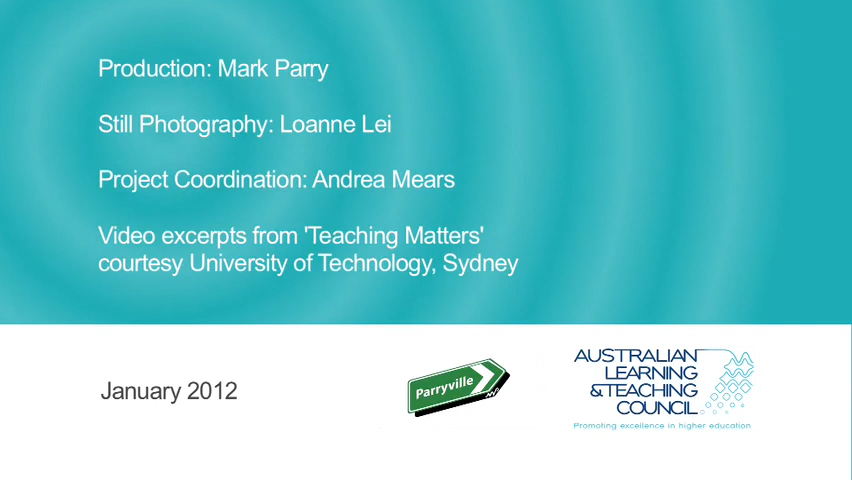 Production: Mark Parry
Still Photography: Loanne Lei
Project Coordination: Andrea Mears
Video excerpts from 'Teaching Matters'
courtesy University of Technology, Sydney
January 2012
Parryville
AUSTRALIAN
LEARNING
&TEACHING
COUNCIL
Promoting excellence in higher education